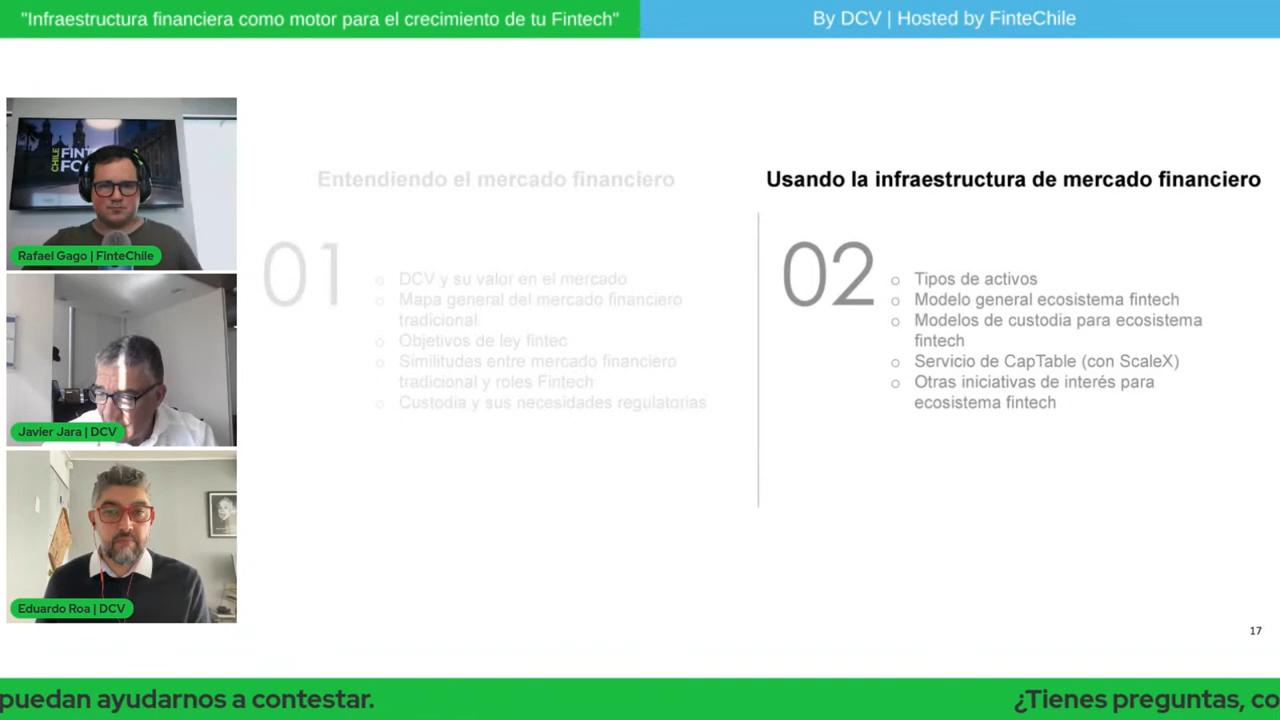 "Infraestructura financiera como motor para el crecimiento de tu Fintech"
By DCV | Hosted by FinteChile
CHILE
Rafael Gago | FinteChile
Javier Jara | DCV
Eduardo Roa | DCV
Entendiendo el mercado financiero
01
o DCV y su valor en el mercado
o Mapa general del mercado financiero
tradicional.
o Objetivos de ley fintec
o Similitudes entre mercado financiero
tradicional y roles Fintech
o Custodia y sus necesidades regulatorias
Usando la infraestructura de mercado financiero
02
o Tipos de activos
o Modelo general ecosistema fintech
o Modelos de custodia para ecosistema
fintech
o Servicio de CapTable (con ScaleX)
o Otras iniciativas de interés para
ecosistema fintech
17
puedan ayudarnos a contestar.
¿Tienes preguntas, co